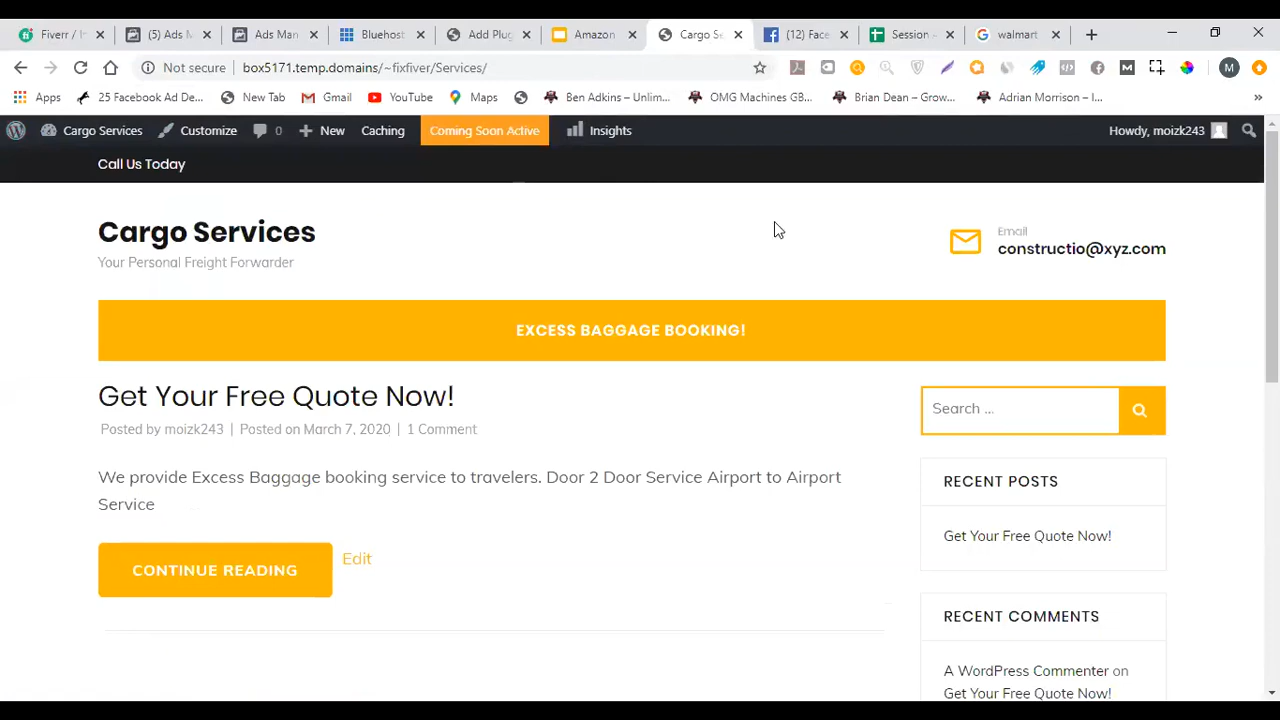 Fiverr / I
(5) Ads M
Ads Man
Bluehost
Add Plug
Amazon
Cargo Se
(12) Face
Session -
walmart
Not secure
box5171.temp.domains/~fixfiver/Services/
Apps
25 Facebook Ad De...
New Tab
Gmail
YouTube
Maps
Ben Adkins – Unlim...
OMG Machines GB...
Brian Dean – Grow...
Adrian Morrison – I...
»
Cargo Services
Customize
0
New
Caching
Coming Soon Active
Insights
Howdy, moizk243
Call Us Today
Cargo Services
Your Personal Freight Forwarder
Email
constructio@xyz.com
EXCESS BAGGAGE BOOKING!
Get Your Free Quote Now!
Posted by moizk243 | Posted on March 7, 2020 | 1 Comment
We provide Excess Baggage booking service to travelers. Door 2 Door Service Airport to Airport
Service
CONTINUE READING
Edit
Search ...
RECENT POSTS
Get Your Free Quote Now!
RECENT COMMENTS
A WordPress Commenter on
Get Your Free Quote Now!